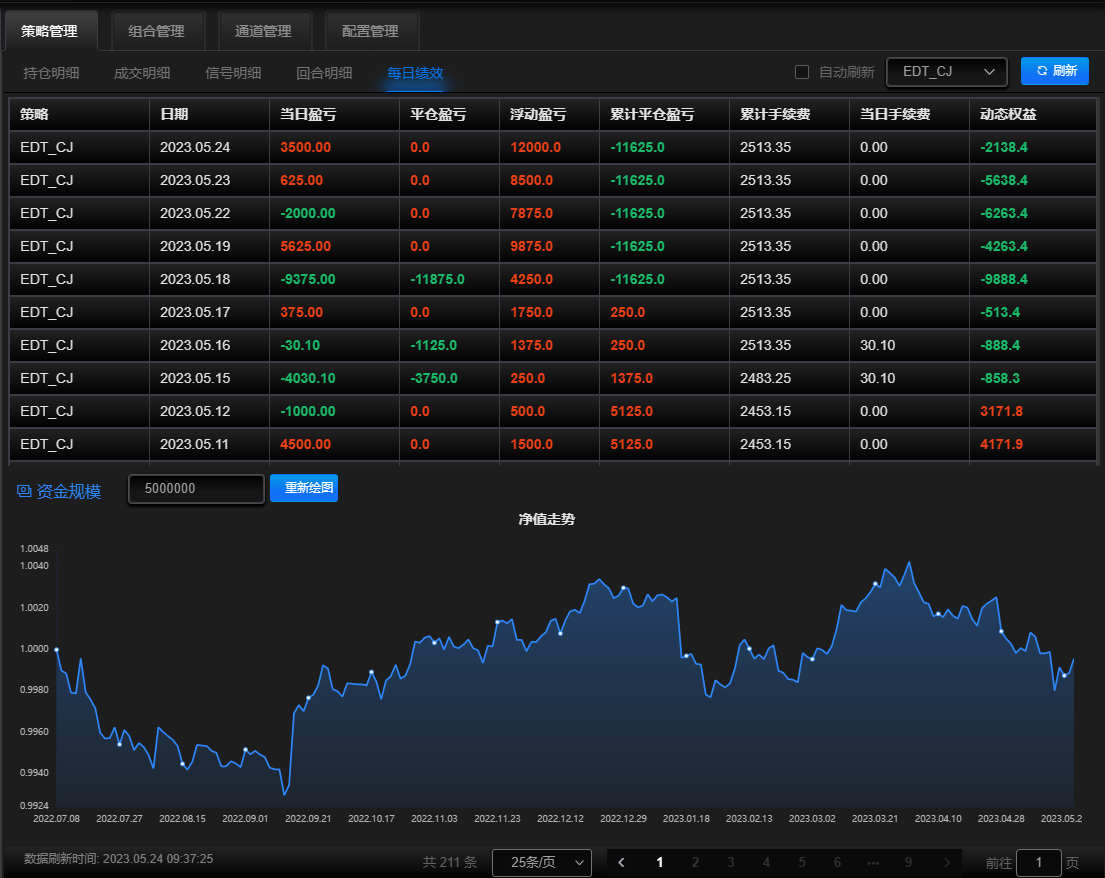 策略管理 组合管理 通道管理 配置管理
持仓明细 成交明细 信号明细 回合明细 每日绩效 自动刷新 EDT_CJ 刷新
策略 日期 当日盈亏 平仓盈亏 浮动盈亏 累计平仓盈亏 累计手续费 当日手续费 动态权益
EDT_CJ 2023.05.24 3500.00 0.0 12000.0 -11625.0 2513.35 0.00 -2138.4
EDT_CJ 2023.05.23 625.00 0.0 8500.0 -11625.0 2513.35 0.00 -5638.4
EDT_CJ 2023.05.22 -2000.00 0.0 7875.0 -11625.0 2513.35 0.00 -6263.4
EDT_CJ 2023.05.19 5625.00 0.0 9875.0 -11625.0 2513.35 0.00 -4263.4
EDT_CJ 2023.05.18 -9375.00 -11875.0 4250.0 -11625.0 2513.35 0.00 -9888.4
EDT_CJ 2023.05.17 375.00 0.0 1750.0 250.0 2513.35 0.00 -513.4
EDT_CJ 2023.05.16 -30.10 -1125.0 1375.0 250.0 2513.35 30.10 -888.4
EDT_CJ 2023.05.15 -4030.10 -3750.0 250.0 1375.0 2483.25 30.10 -858.3
EDT_CJ 2023.05.12 -1000.00 0.0 500.0 5125.0 2453.15 0.00 3171.8
EDT_CJ 2023.05.11 4500.00 0.0 1500.0 5125.0 2453.15 0.00 4171.9
资金规模 5000000 重新绘图
净值走势
1.0048
1.0040
1.0020
1.0000
0.9980
0.9960
0.9940
0.9924
2022.07.08 2022.07.27 2022.08.15 2022.09.01 2022.09.21 2022.10.17 2022.11.03 2022.11.23 2022.12.12 2022.12.29 2023.01.18 2023.02.13 2023.03.02 2023.03.21 2023.04.10 2023.04.28 2023.05.2
数据刷新时间: 2023.05.24 09:37:25 共 211 条 25条/页 1 2 3 4 5 6 ••• 9 前往 1 页